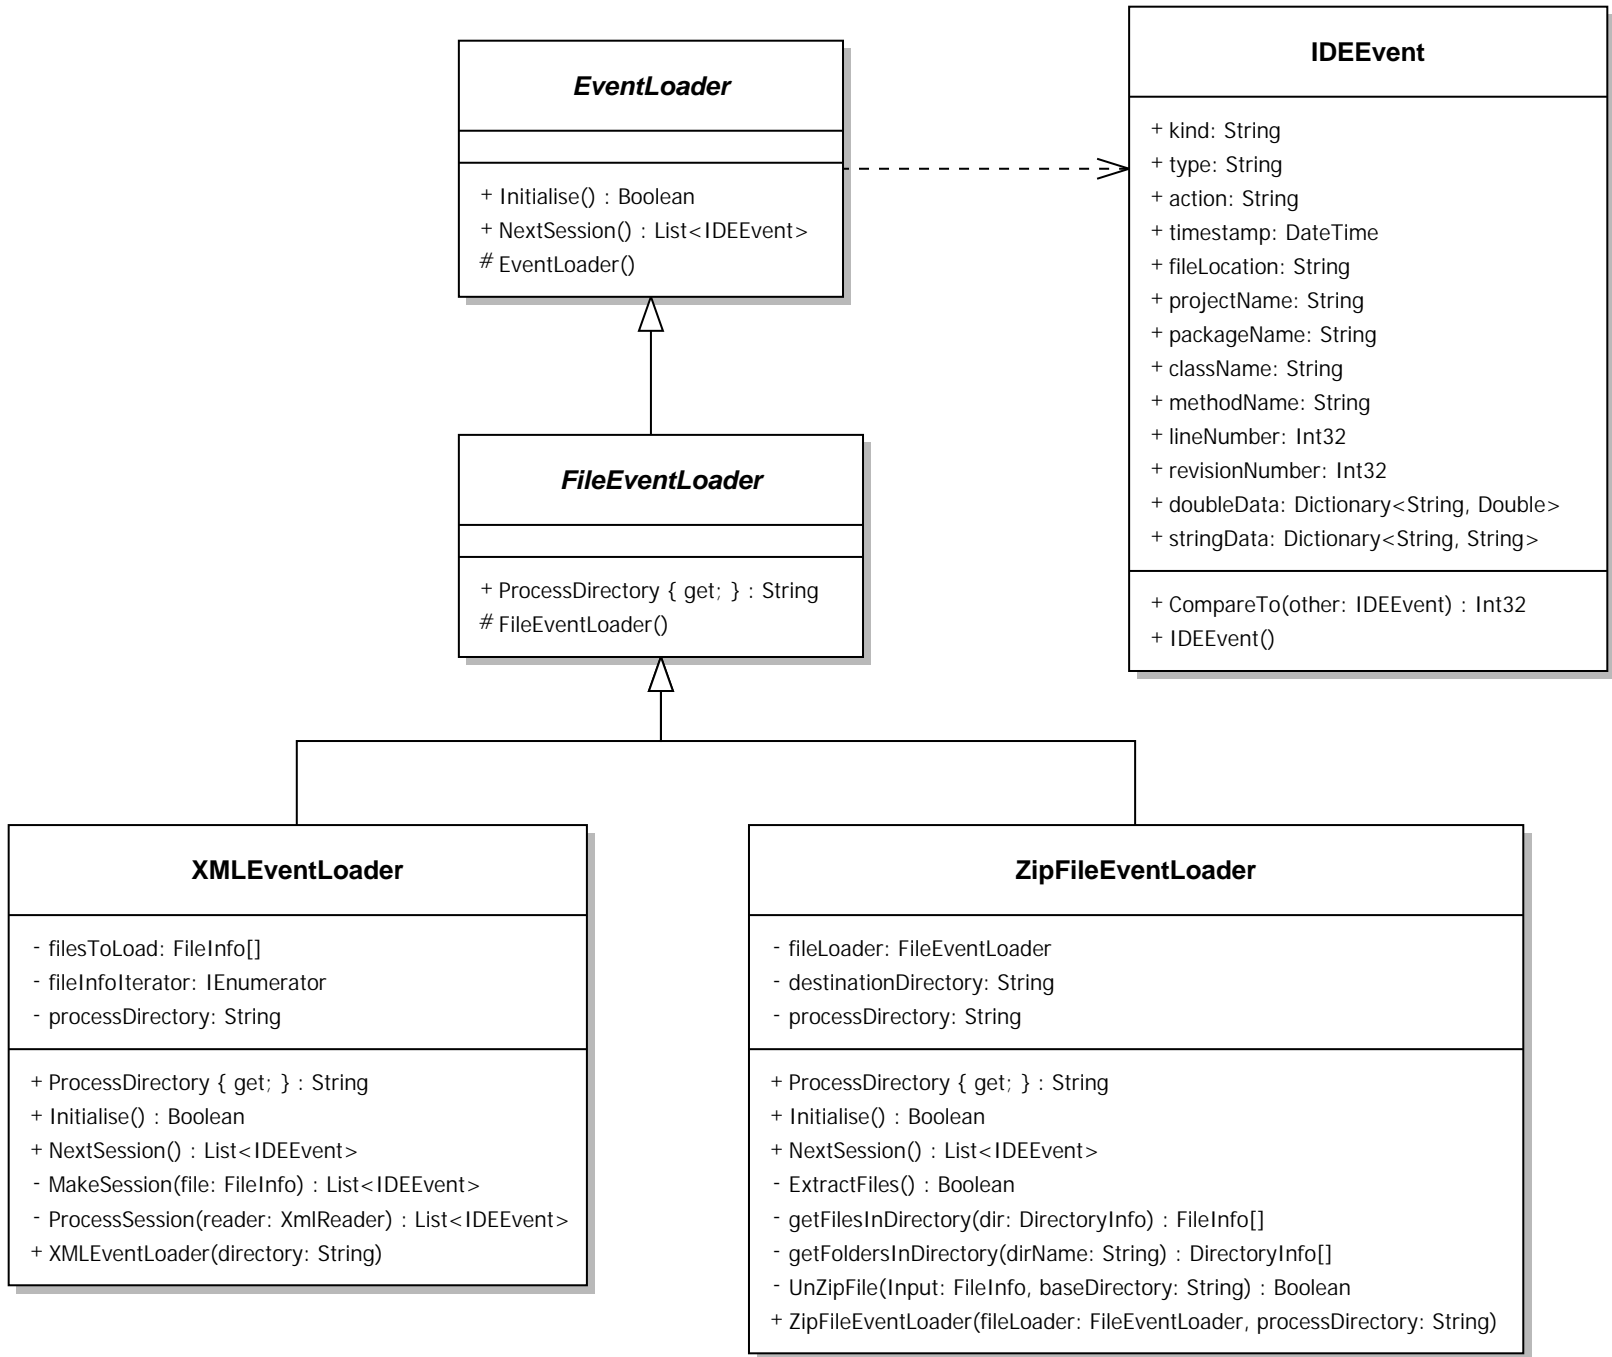 EventLoader
+ Initialise() : Boolean
+ NextSession() : List<IDEEvent>
# EventLoader()
IDEEvent
+ kind: String
+ type: String
+ action: String
+ timestamp: DateTime
+ fileLocation: String
+ projectName: String
+ packageName: String
+ className: String
+ methodName: String
+ lineNumber: Int32
+ revisionNumber: Int32
+ doubleData: Dictionary<String, Double>
+ stringData: Dictionary<String, String>
+ CompareTo(other: IDEEvent) : Int32
+ IDEEvent()
FileEventLoader
+ ProcessDirectory { get; } : String
# FileEventLoader()
XMLEventLoader
- filesToLoad: FileInfo[]
- fileInfoIterator: IEnumerator
- processDirectory: String
+ ProcessDirectory { get; } : String
+ Initialise() : Boolean
+ NextSession() : List<IDEEvent>
- MakeSession(file: FileInfo) : List<IDEEvent>
- ProcessSession(reader: XmlReader) : List<IDEEvent>
+ XMLEventLoader(directory: String)
ZipFileEventLoader
- fileLoader: FileEventLoader
- destinationDirectory: String
- processDirectory: String
+ ProcessDirectory { get; } : String
+ Initialise() : Boolean
+ NextSession() : List<IDEEvent>
- ExtractFiles() : Boolean
- getFilesInDirectory(dir: DirectoryInfo) : FileInfo[]
- getFoldersInDirectory(dirName: String) : DirectoryInfo[]
- UnZipFile(Input: FileInfo, baseDirectory: String) : Boolean
+ ZipFileEventLoader(fileLoader: FileEventLoader, processDirectory: String)